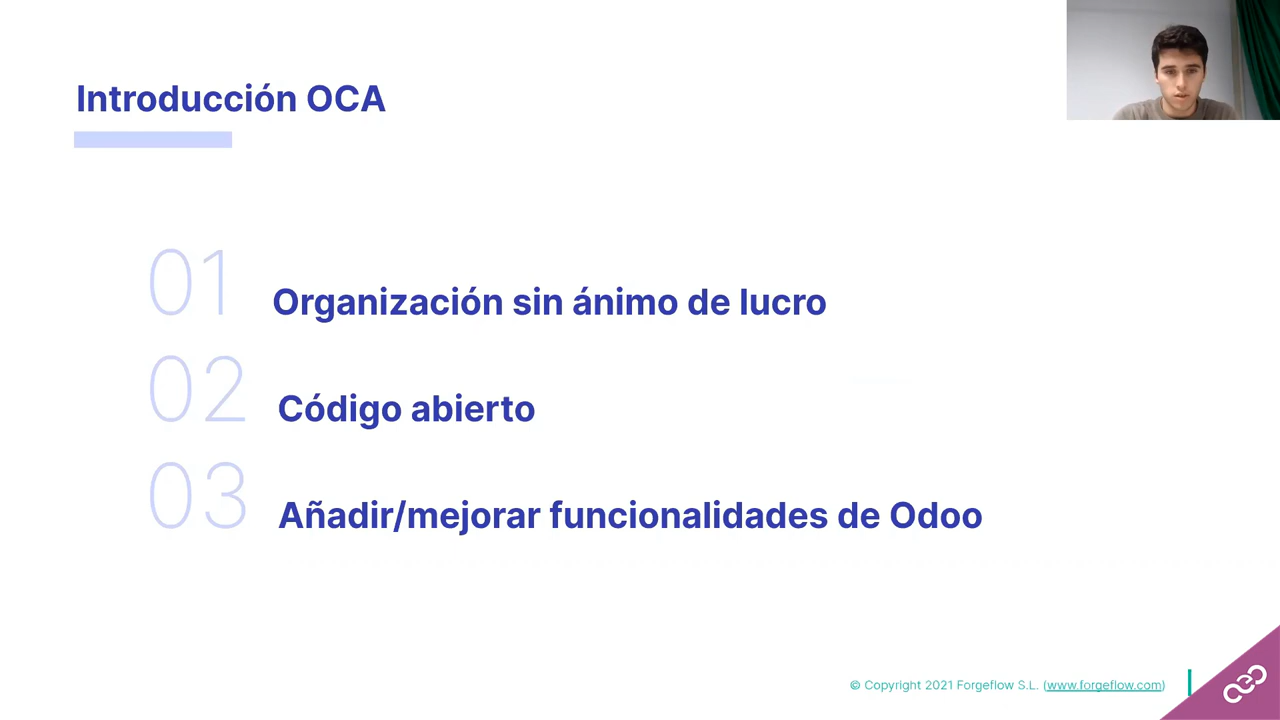 Introducción OCA
01 Organización sin ánimo de lucro
02 Código abierto
03 Añadir/mejorar funcionalidades de Odoo
© Copyright 2021 Forgeflow S.L. (www.forgeflow.com)